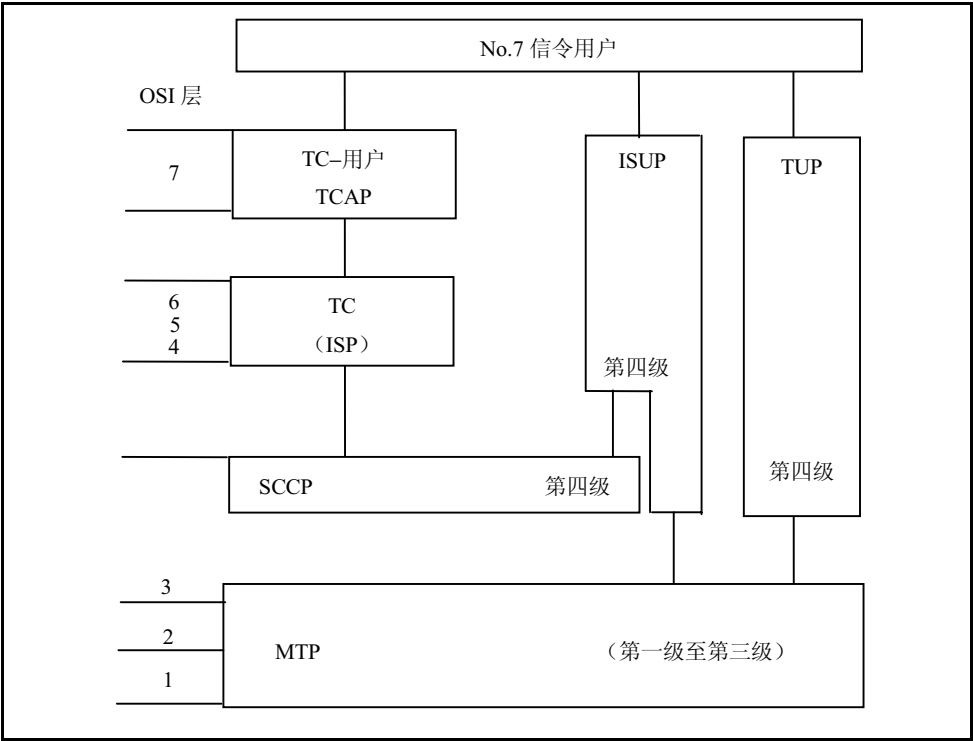 No.7 信令用户
OSI 层
7
TC–用户
TCAP
ISUP
TUP
6
5
4
TC
（ISP）
第四级
SCCP
第四级
第四级
3
2
1
MTP
（第一级至第三级）